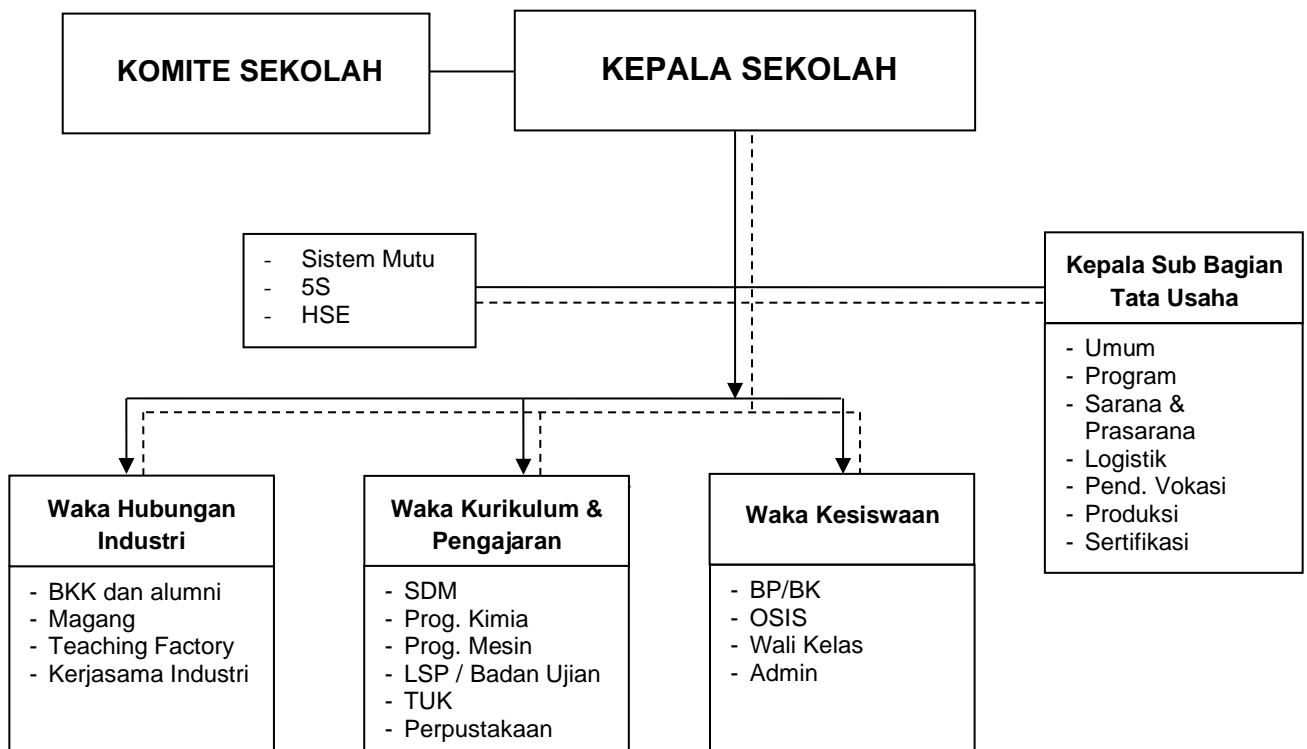 KOMITE SEKOLAH
KEPALA SEKOLAH
- Sistem Mutu
- 5S
- HSE
Kepala Sub Bagian
Tata Usaha
- Umum
- Program
- Sarana &
Prasarana
- Logistik
- Pend. Vokasi
- Produksi
- Sertifikasi
Waka Hubungan
Industri
- BKK dan alumni
- Magang
- Teaching Factory
- Kerjasama Industri
Waka Kurikulum &
Pengajaran
- SDM
- Prog. Kimia
- Prog. Mesin
- LSP / Badan Ujian
- TUK
- Perpustakaan
Waka Kesiswaan
- BP/BK
- OSIS
- Wali Kelas
- Admin